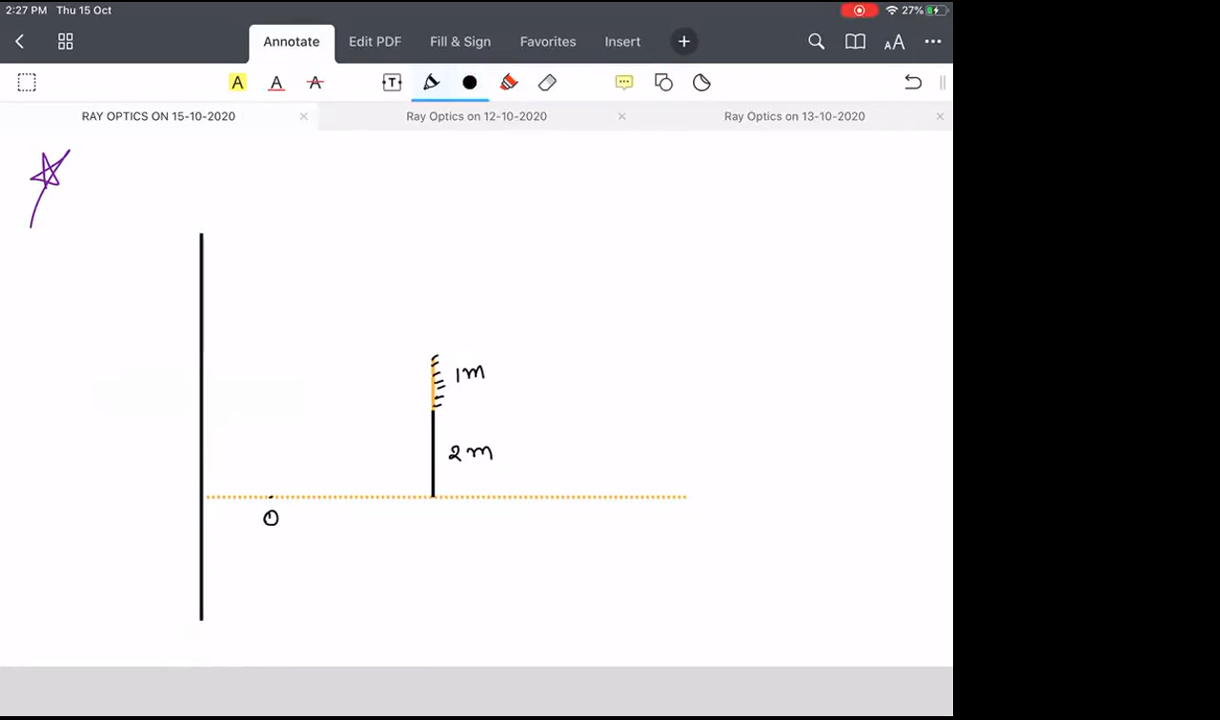 2:27 PM Thu 15 Oct 27%
Annotate Edit PDF Fill & Sign Favorites Insert
AA
A A A T
RAY OPTICS ON 15-10-2020 Ray Optics on 12-10-2020 Ray Optics on 13-10-2020
1m
2m
O